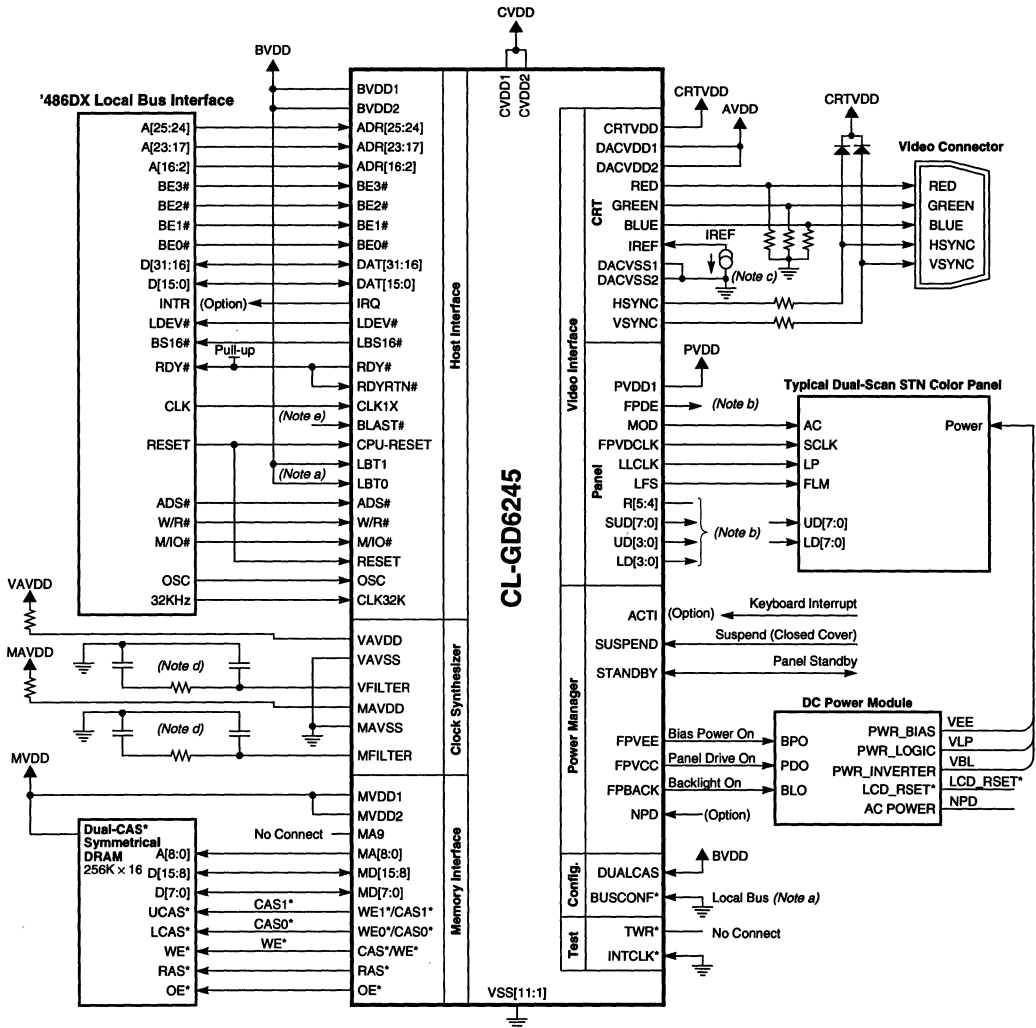 CVDD
BVDD
CVDD1
CVDD2
'486DX Local Bus Interface
A[25:24]
A[23:17]
A[16:2]
BE3#
BE2#
BE1#
BE0#
D[31:16]
D[15:0]
INTR (Option)
LDEV#
BS16#
Pull-up
RDY#
CLK
(Note e)
RESET
(Note a)
ADS#
W/R#
M/IO#
OSC
32KHz
BVDD1
BVDD2
ADR[25:24]
ADR[23:17]
ADR[16:2]
BE3#
BE2#
BE1#
BE0#
DAT[31:16]
DAT[15:0]
IRQ
LDEV#
LBS16#
RDY#
RDYRTN#
CLK1X
BLAST#
CPU-RESET
LBT1
LBT0
ADS#
W/R#
M/IO#
RESET
OSC
CLK32K
Host Interface
VAVDD
MAVDD
(Note d)
(Note d)
VAVDD
VAVSS
VFILTER
MAVDD
MAVSS
MFILTER
Clock Synthesizer
MVDD
Dual-CAS*
Symmetrical
DRAM
256K × 16
A[8:0]
D[15:8]
D[7:0]
UCAS*
LCAS*
WE*
RAS*
OE*
No Connect
CAS1*
CAS0*
WE*
MVDD1
MVDD2
MA9
MA[8:0]
MD[15:8]
MD[7:0]
WE1*/CAS1*
WE0*/CAS0*
CAS*/WE*
RAS*
OE*
Memory Interface
CL-GD6245
VSS[11:1]
Video Interface
CRT
CRTVDD
DACVDD1
DACVDD2
RED
GREEN
BLUE
IREF
DACVSS1
DACVSS2
HSYNC
VSYNC
CRTVDD
AVDD
CRTVDD
IREF
(Note c)
Video Connector
RED
GREEN
BLUE
HSYNC
VSYNC
Panel
PVDD1
FPDE
MOD
FPVDCLK
LLCLK
LFS
R[5:4]
SUD[7:0]
UD[3:0]
LD[3:0]
PVDD
(Note b)
(Note b)
Typical Dual-Scan STN Color Panel
AC
SCLK
LP
FLM
UD[7:0]
LD[7:0]
Power
Power Manager
ACTI (Option) Keyboard Interrupt
SUSPEND Suspend (Closed Cover)
STANDBY Panel Standby
FPVEE Bias Power On
FPVCC Panel Drive On
FPBACK Backlight On
NPD (Option)
DC Power Module
BPO
PDO
BLO
PWR_BIAS
PWR_LOGIC
PWR_INVERTER
LCD_RSET*
AC POWER
VEE
VLP
VBL
LCD_RSET*
NPD
Config.
DUALCAS
BUSCONF*
BVDD
Local Bus (Note a)
Test
TWR* No Connect
INTCLK*